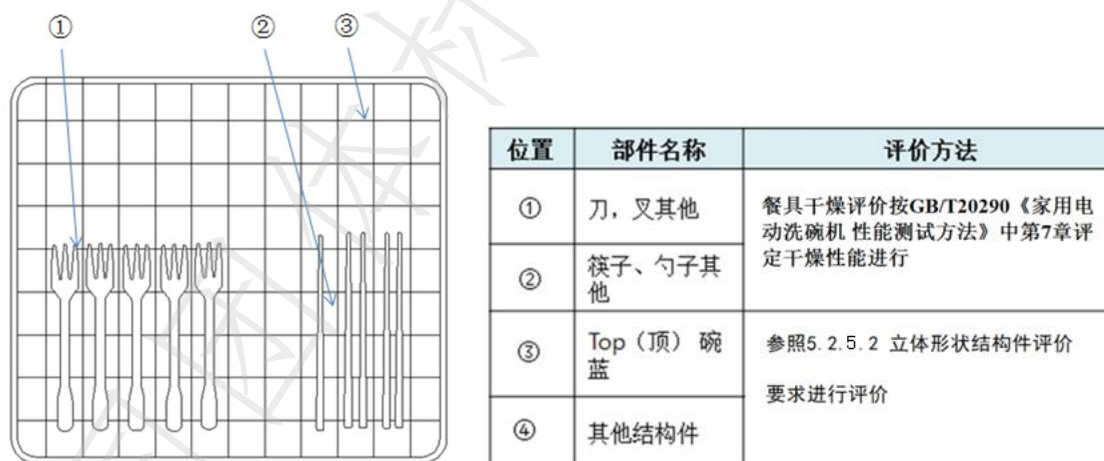 ① ② ③
位置 部件名称 评价方法
① 刀，叉其他
餐具干燥评价按GB/T20290《家用电
动洗碗机 性能测试方法》中第7章评
定干燥性能进行
② 筷子、勺子其
他
③ Top（顶） 碗
蓝
参照5.2.5.2 立体形状结构件评价
要求进行评价
④ 其他结构件